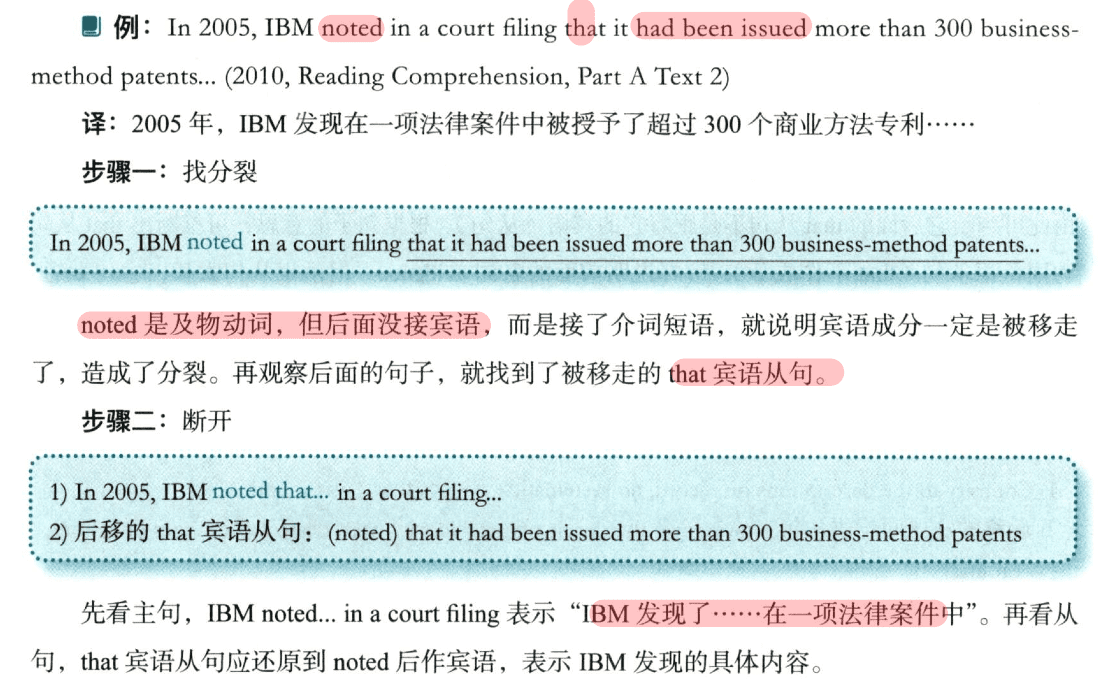 例：In 2005, IBM noted in a court filing that it had been issued more than 300 business-
method patents... (2010, Reading Comprehension, Part A Text 2)
译：2005 年，IBM 发现在一项法律案件中被授予了超过 300 个商业方法专利……
步骤一：找分裂
In 2005, IBM noted in a court filing that it had been issued more than 300 business-method patents...
noted 是及物动词，但后面没接宾语，而是接了介词短语，就说明宾语成分一定是被移走
了，造成了分裂。再观察后面的句子，就找到了被移走的 that 宾语从句。
步骤二：断开
1) In 2005, IBM noted that... in a court filing...
2) 后移的 that 宾语从句：(noted) that it had been issued more than 300 business-method patents
先看主句，IBM noted... in a court filing 表示“IBM 发现了……在一项法律案件中”。再看从
句，that 宾语从句应还原到 noted 后作宾语，表示 IBM 发现的具体内容。